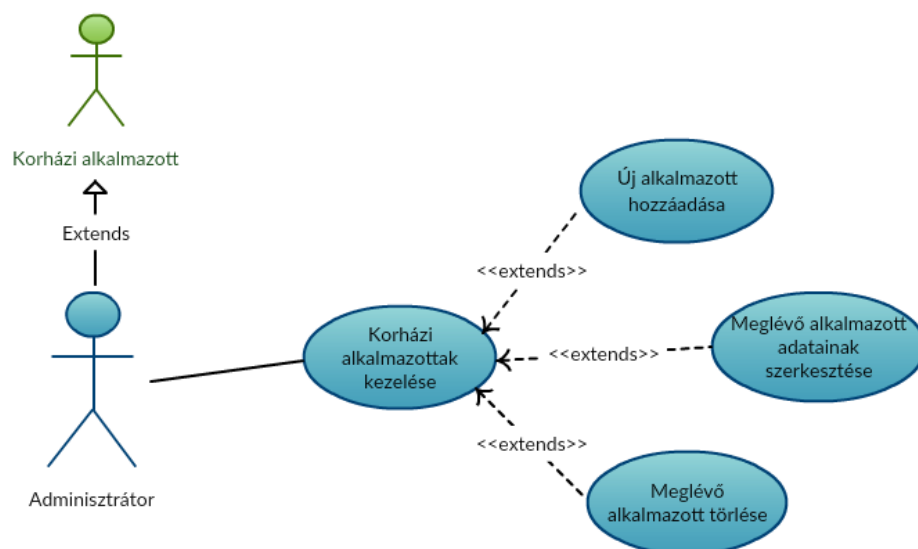 Korházi alkalmazott
Extends
Adminisztrátor
Korházi
alkalmazottak
kezelése
<<extends>>
Új alkalmazott
hozzáadása
<<extends>>
Meglévő alkalmazott
adatainak
szerkesztése
<<extends>>
Meglévő
alkalmazott törlése